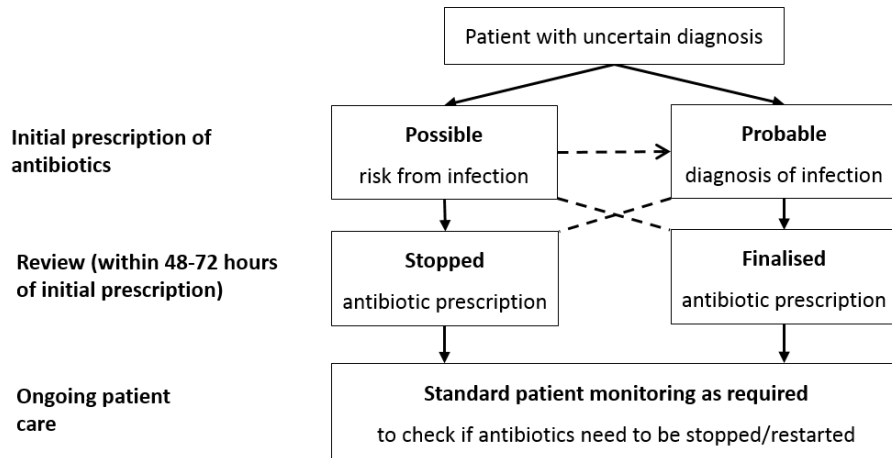 Patient with uncertain diagnosis
Initial prescription of
antibiotics
Possible
risk from infection
Probable
diagnosis of infection
Review (within 48-72 hours
of initial prescription)
Stopped
antibiotic prescription
Finalised
antibiotic prescription
Ongoing patient
care
Standard patient monitoring as required
to check if antibiotics need to be stopped/restarted